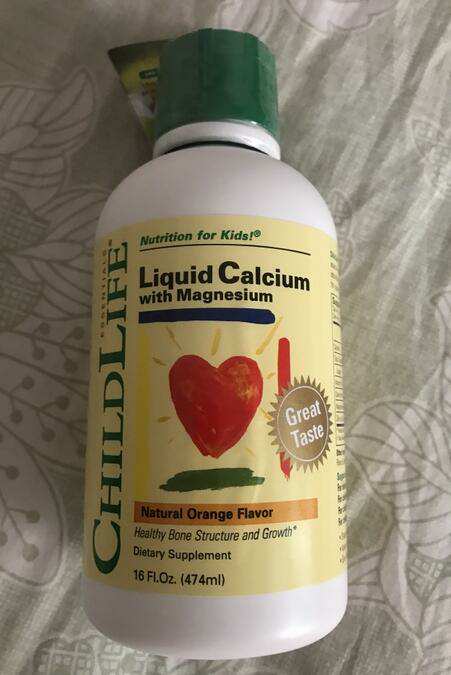 Nutrition for Kids!®
CHILDLIFE
ESSENTIALS®
Liquid Calcium
with Magnesium
Great
Taste
Natural Orange Flavor
Healthy Bone Structure and Growth*
Dietary Supplement
16 Fl.Oz. (474ml)